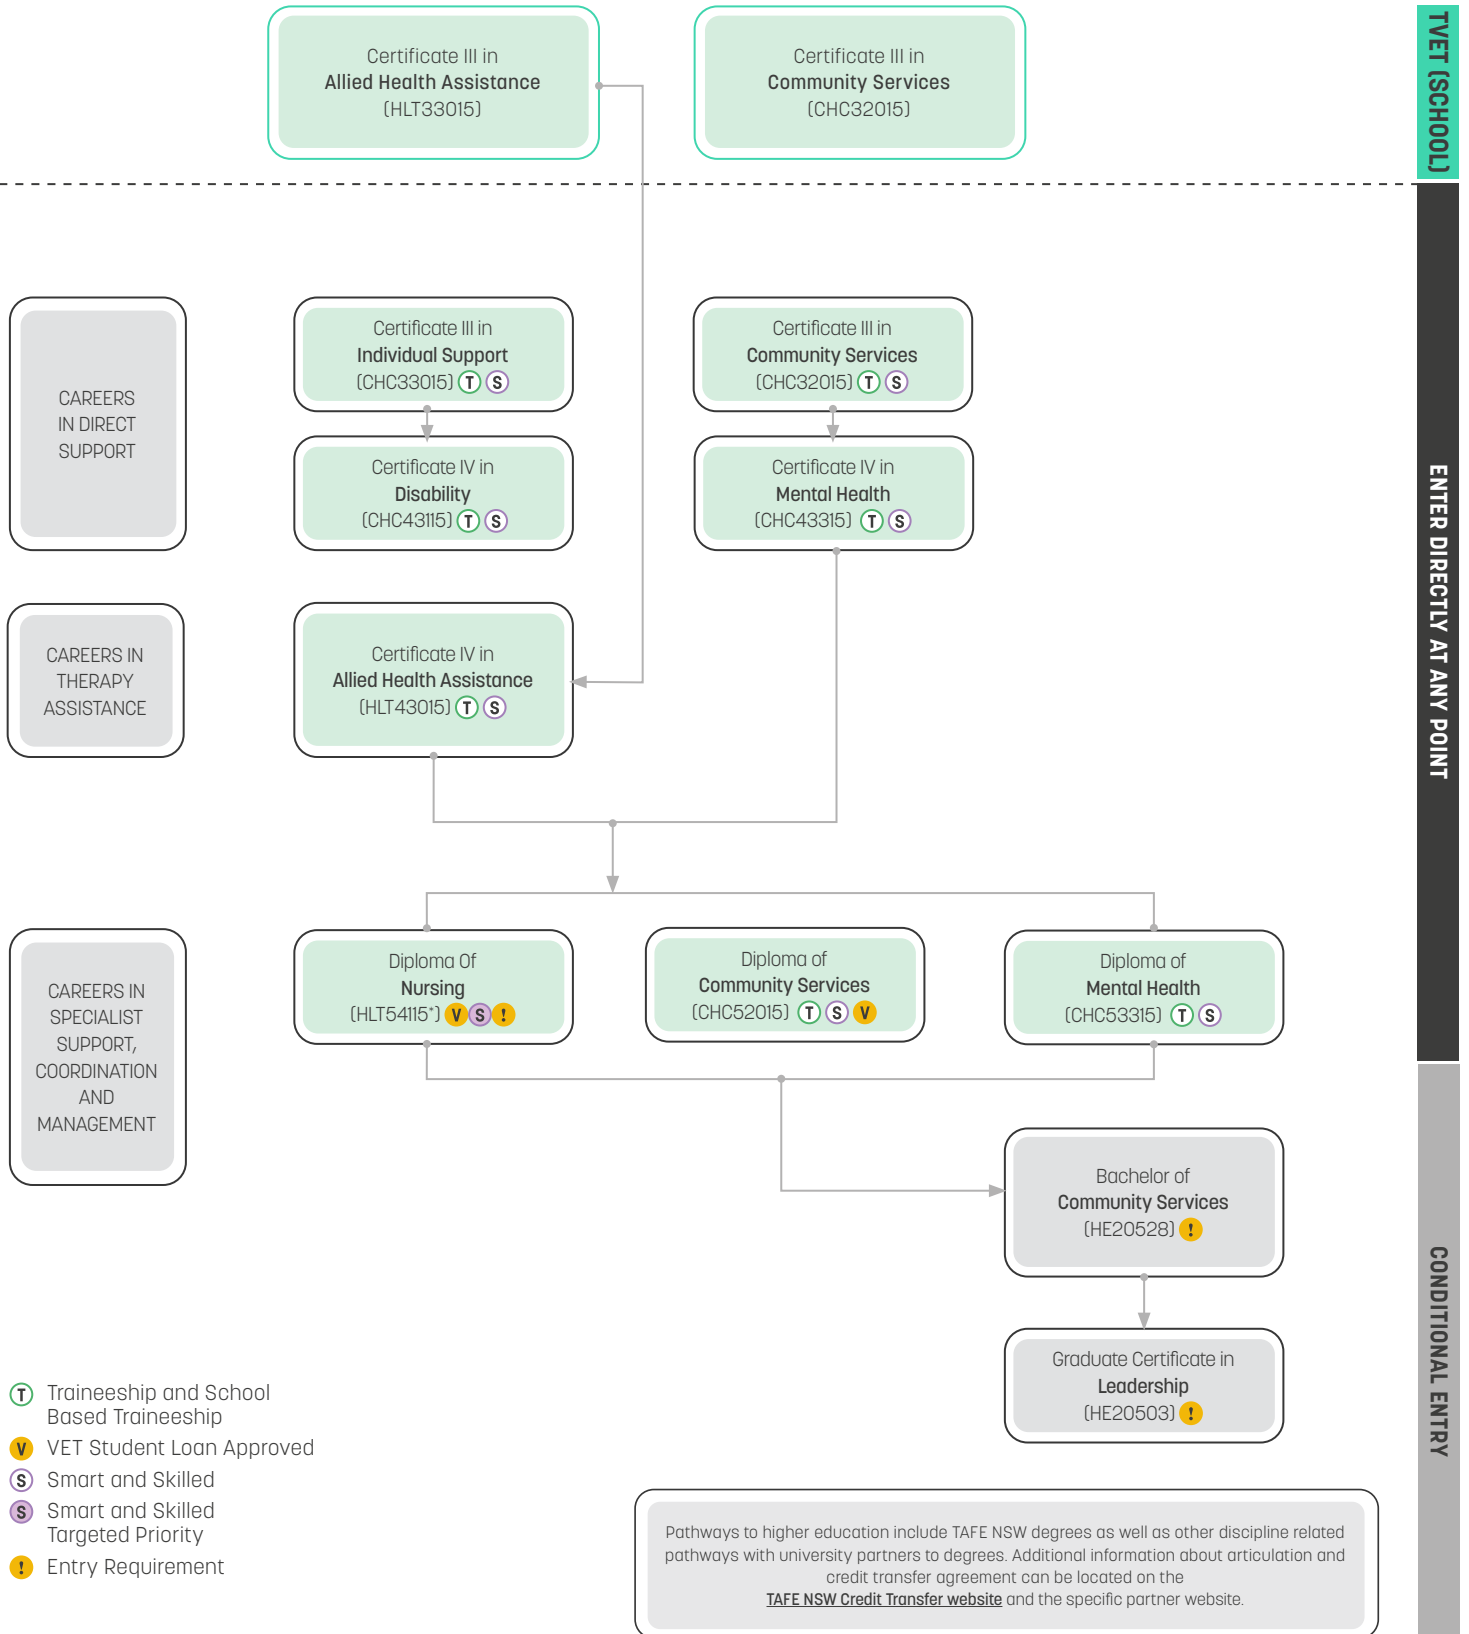 Certificate III in
Allied Health Assistance
(HLT33015)
Certificate III in
Community Services
(CHC32015)
TVET (SCHOOL)
CAREERS
IN DIRECT
SUPPORT
Certificate III in
Individual Support
(CHC33015) T S
Certificate III in
Community Services
(CHC32015) T S
Certificate IV in
Disability
(CHC43115) T S
Certificate IV in
Mental Health
(CHC43315) T S
ENTER DIRECTLY AT ANY POINT
CAREERS IN
THERAPY
ASSISTANCE
Certificate IV in
Allied Health Assistance
(HLT43015) T S
CAREERS IN
SPECIALIST
SUPPORT,
COORDINATION
AND
MANAGEMENT
Diploma Of
Nursing
(HLT54115*) V S !
Diploma of
Community Services
(CHC52015) T S V
Diploma of
Mental Health
(CHC53315) T S
Bachelor of
Community Services
(HE20528) !
Graduate Certificate in
Leadership
(HE20503) !
CONDITIONAL ENTRY
T Traineeship and School
Based Traineeship
V VET Student Loan Approved
S Smart and Skilled
S Smart and Skilled
Targeted Priority
! Entry Requirement
Pathways to higher education include TAFE NSW degrees as well as other discipline related
pathways with university partners to degrees. Additional information about articulation and
credit transfer agreement can be located on the
TAFE NSW Credit Transfer website and the specific partner website.